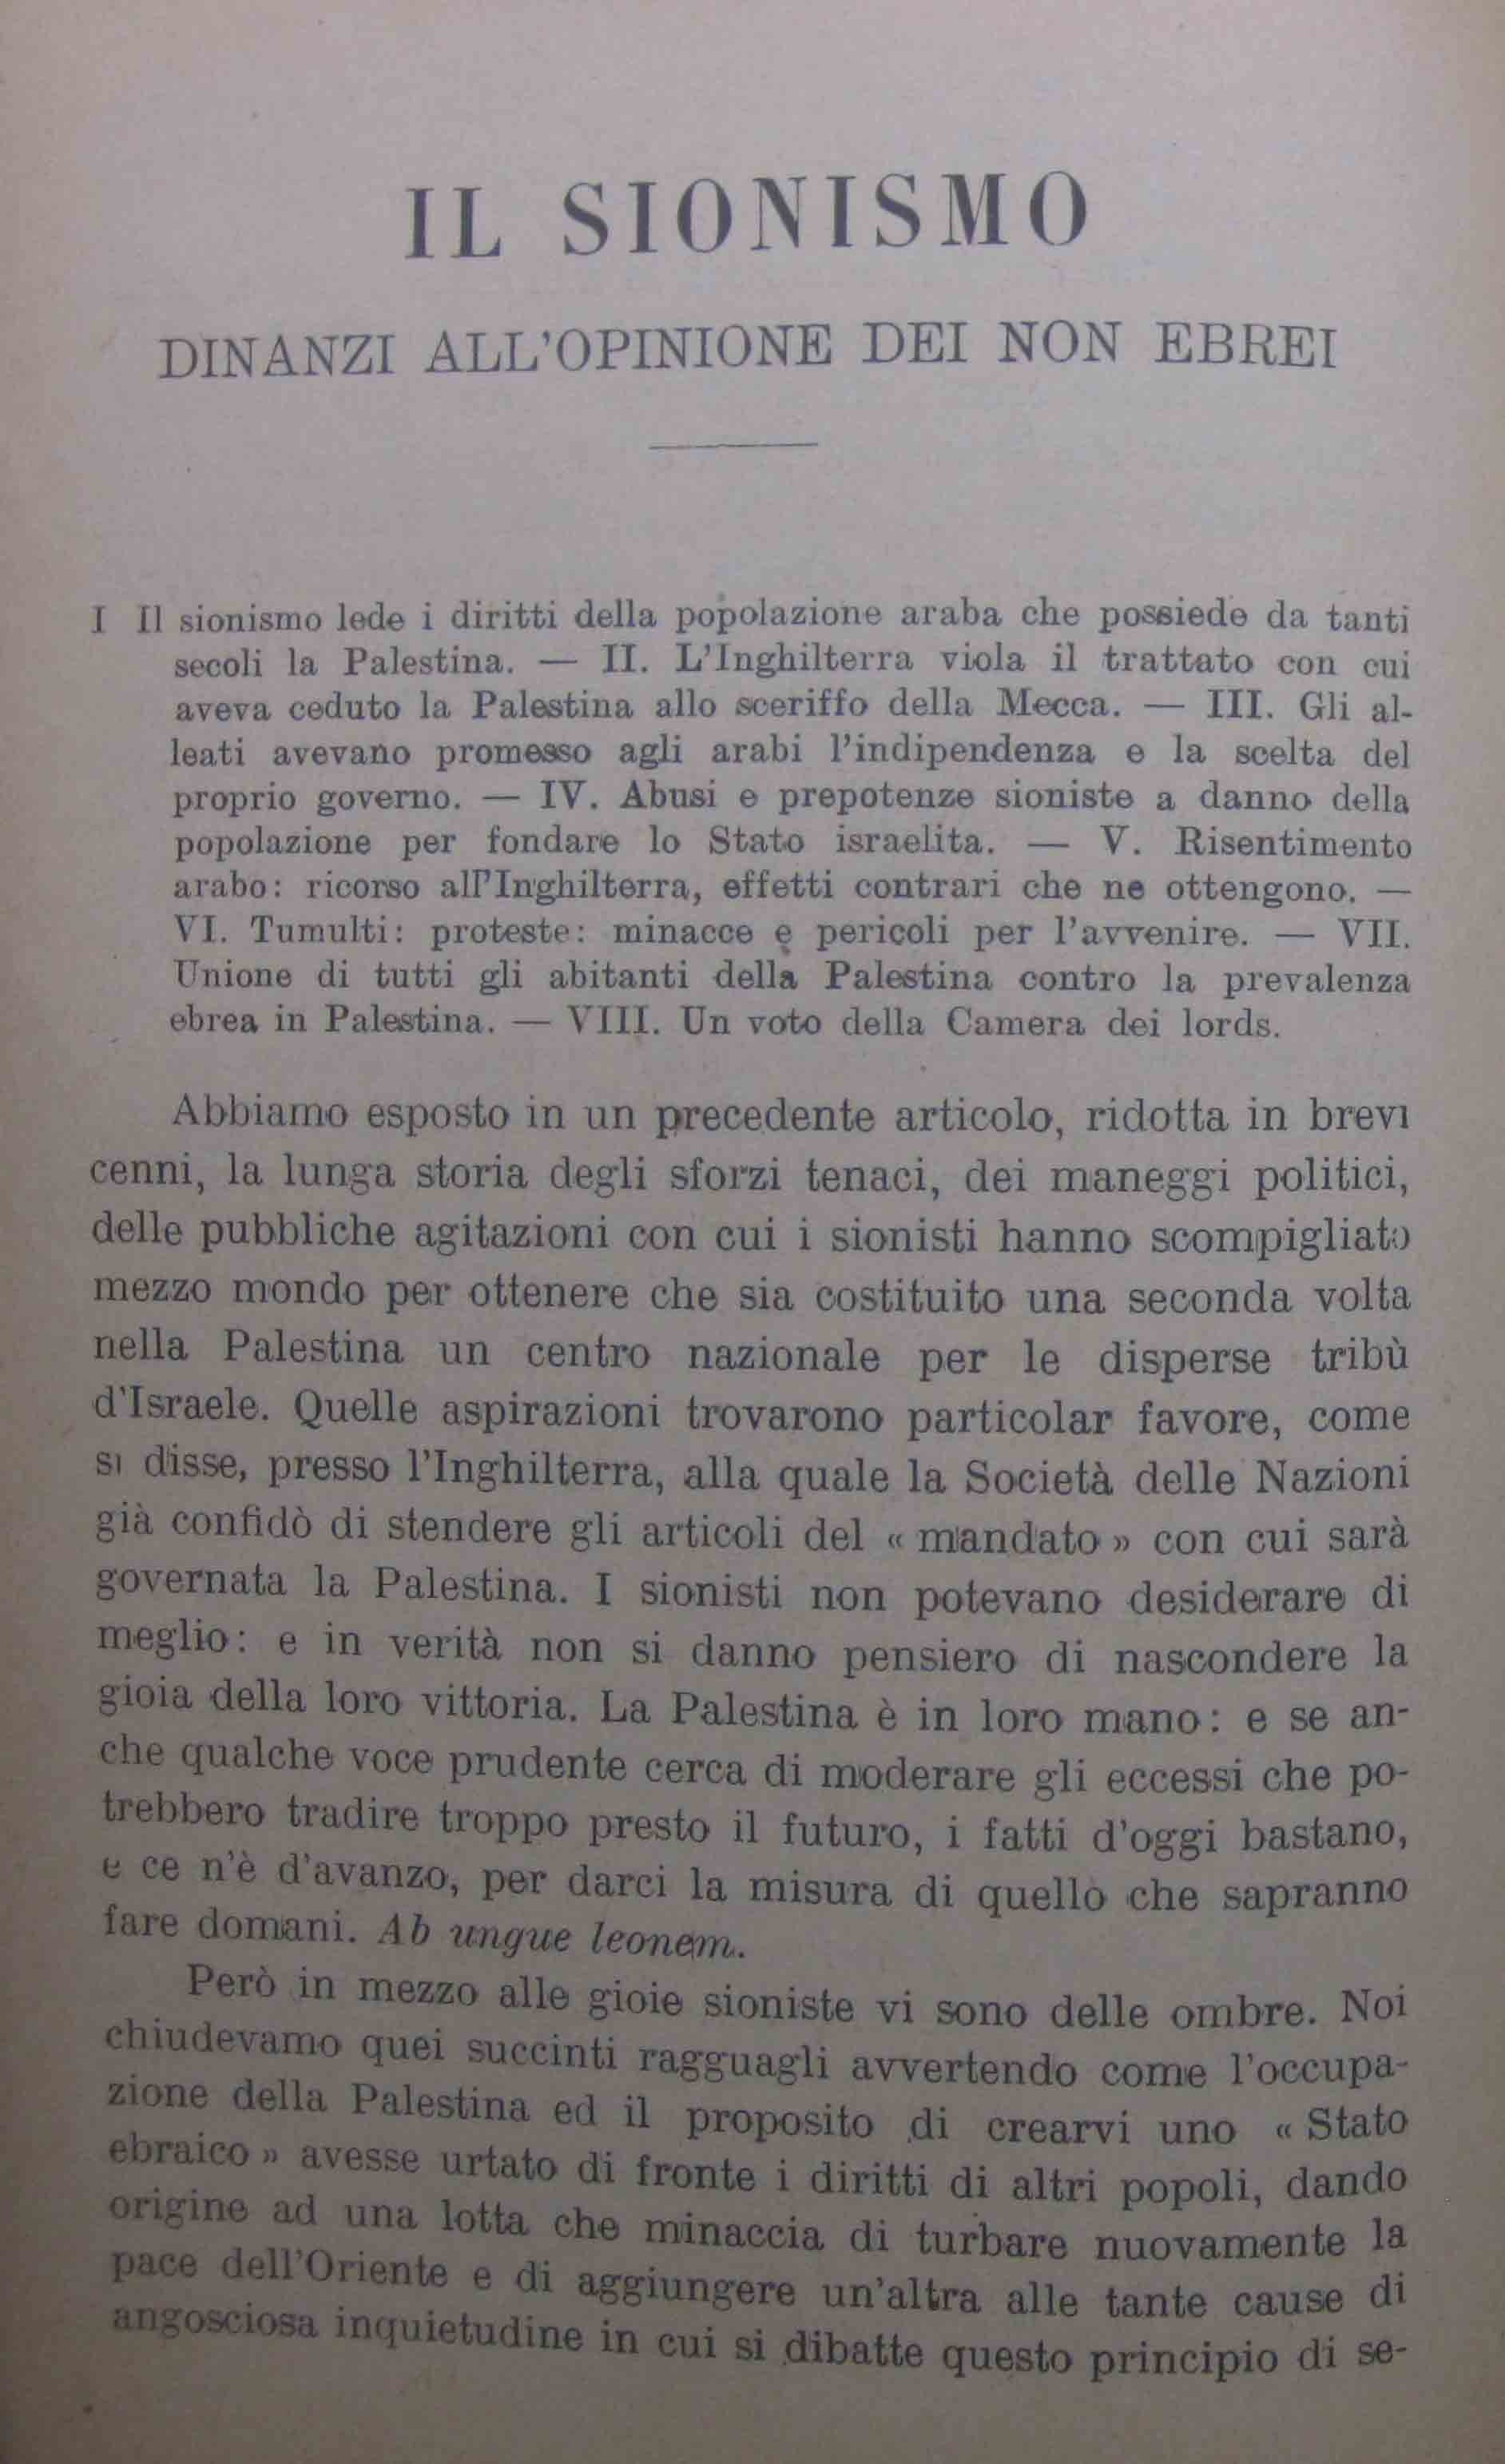 IL SIONISMO
DINANZI ALL'OPINIONE DEI NON EBREI
I Il sionismo lede i diritti della popolazione araba che possiede da tanti
secoli la Palestina. — II. L'Inghilterra viola il trattato con cui
aveva ceduto la Palestina allo sceriffo della Mecca. — III. Gli al-
leati avevano promesso agli arabi l'indipendenza e la scelta del
proprio governo. — IV. Abusi e prepotenze sioniste a danno della
popolazione per fondare lo Stato israelita. — V. Risentimento
arabo: ricorso all'Inghilterra, effetti contrari che ne ottengono. —
VI. Tumulti: proteste: minacce e pericoli per l'avvenire. — VII.
Unione di tutti gli abitanti della Palestina contro la prevalenza
ebrea in Palestina. — VIII. Un voto della Camera dei lords.
Abbiamo esposto in un precedente articolo, ridotta in brevi
cenni, la lunga storia degli sforzi tenaci, dei maneggi politici,
delle pubbliche agitazioni con cui i sionisti hanno scompigliato
mezzo mondo per ottenere che sia costituito una seconda volta
nella Palestina un centro nazionale per le disperse tribù
d'Israele. Quelle aspirazioni trovarono particolar favore, come
si disse, presso l'Inghilterra, alla quale la Società delle Nazioni
già confidò di stendere gli articoli del « mandato » con cui sarà
governata la Palestina. I sionisti non potevano desiderare di
meglio: e in verità non si danno pensiero di nascondere la
gioia della loro vittoria. La Palestina è in loro mano: e se an-
che qualche voce prudente cerca di moderare gli eccessi che po-
trebbero tradire troppo presto il futuro, i fatti d'oggi bastano,
e ce n'è d'avanzo, per darci la misura di quello che sapranno
fare domani. Ab ungue leonem.
Però in mezzo alle gioie sioniste vi sono delle ombre. Noi
chiudevamo quei succinti ragguagli avvertendo come l'occupa-
zione della Palestina ed il proposito di crearvi uno « Stato
ebraico » avesse urtato di fronte i diritti di altri popoli, dando
origine ad una lotta che minaccia di turbare nuovamente la
pace dell'Oriente e di aggiungere un'altra alle tante cause di
angosciosa inquietudine in cui si dibatte questo principio di se-